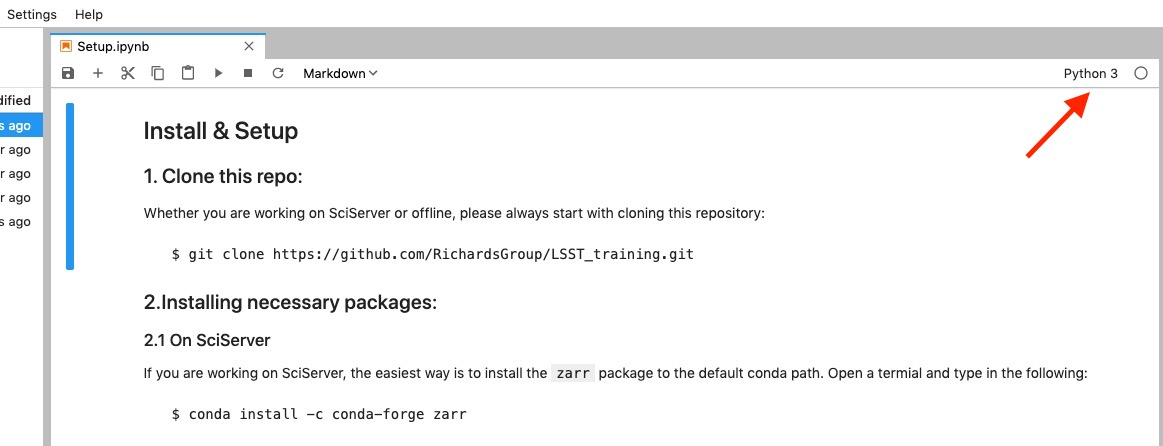 Settings Help
Setup.ipynb
Markdown
Python 3
dified
s ago
r ago
r ago
r ago
s ago
Install & Setup
1. Clone this repo:
Whether you are working on SciServer or offline, please always start with cloning this repository:
$ git clone https://github.com/RichardsGroup/LSST_training.git
2.Installing necessary packages:
2.1 On SciServer
If you are working on SciServer, the easiest way is to install the zarr package to the default conda path. Open a termial and type in the following:
$ conda install -c conda-forge zarr